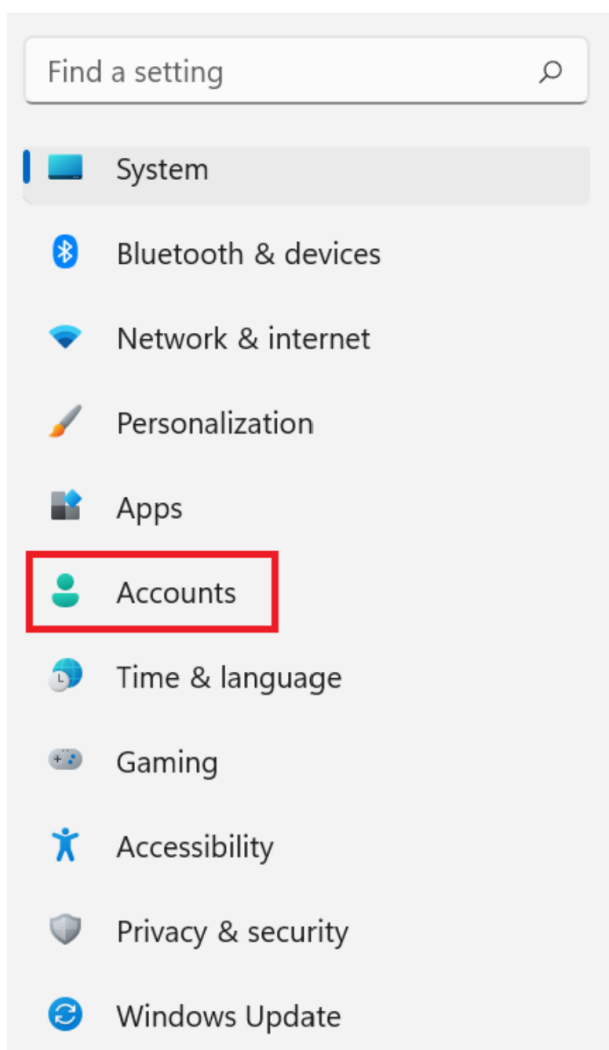 Find a setting
System
Bluetooth & devices
Network & internet
Personalization
Apps
Accounts
Time & language
Gaming
Accessibility
Privacy & security
Windows Update